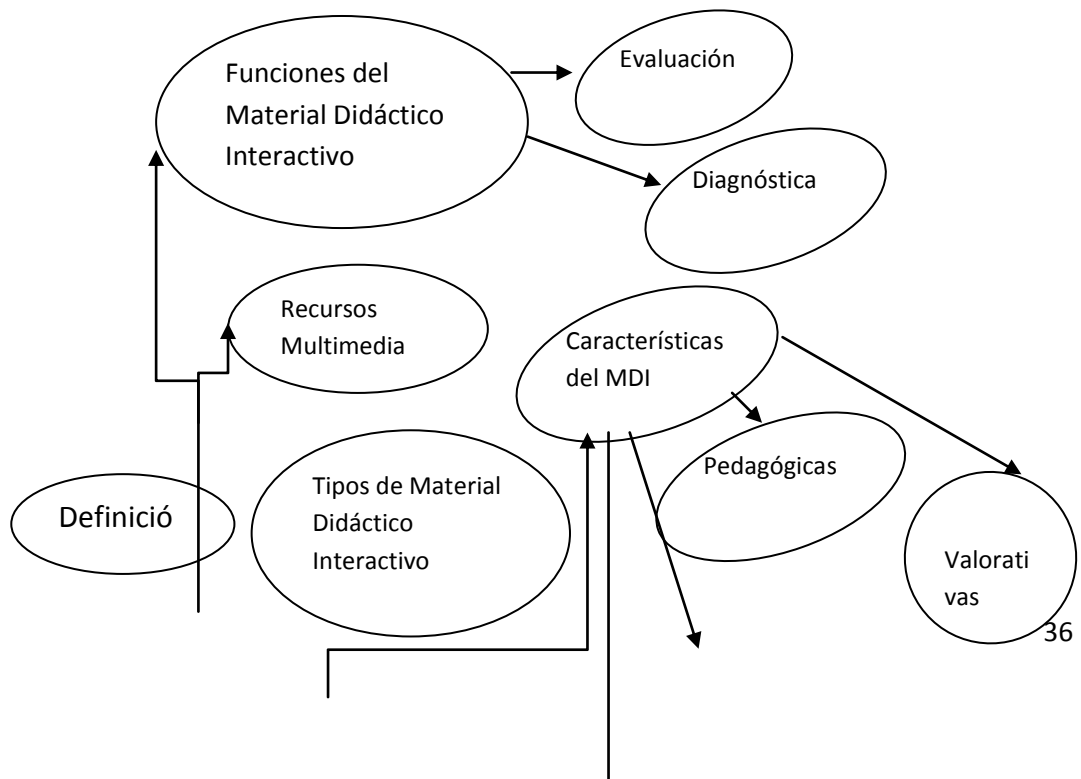 Funciones del
Material Didáctico
Interactivo
Evaluación
Diagnóstica
Recursos
Multimedia
Característícas
del MDI
Tipos de Material
Didáctico
Interactivo
Pedagógicas
Definició
Valorati
vas
36